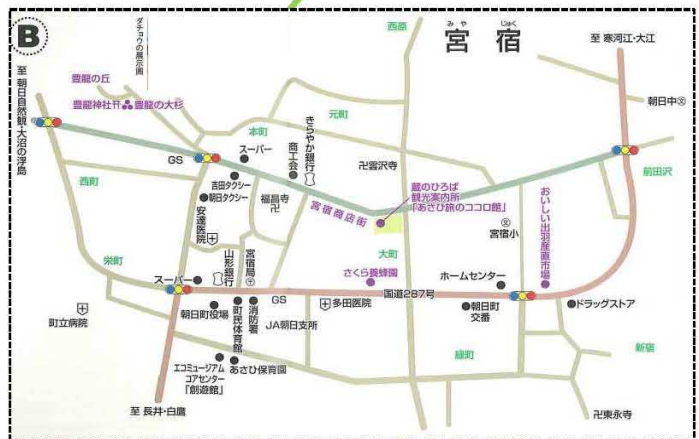 B
みや じゅく
宮宿
西原
至 寒河江・大江
ダチョウの展示園
至 朝日自然観・大沼の浮島
豊龍の丘
豊龍神社
豊龍の大杉
朝日中
元町
本町
きらやか銀行
商工会
スーパー
GS
卍雲沢寺
前田沢
西町
吉田タクシー
朝日タクシー
福昌寺
卍
宮宿商店街
蔵のひろば
観光案内所
「あさひ旅のココロ館」
安達医院
宮宿小
おいしい出羽産直市場
大町
栄町
山形銀行
宮宿局
さくら養蜂園
ホームセンター
スーパー
GS
国道287号
町立病院
朝日町役場
町民体育館
消防署
JA朝日支所
多田医院
朝日町
交番
ドラッグストア
緑町
新宿
エコミュージアム
コアセンター
「創遊館」
あさひ保育園
至 長井・白鷹
卍東永寺